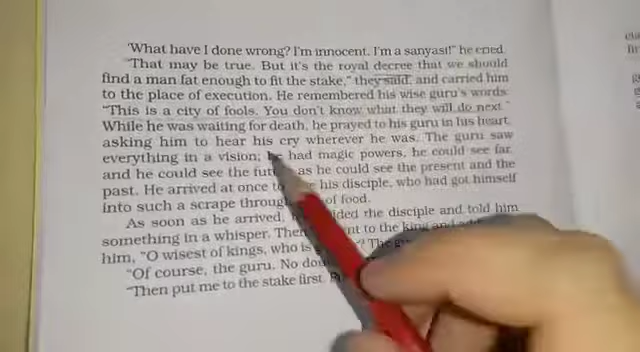 'What have I done wrong? I'm innocent. I'm a sanyasi!" he cried.
"That may be true. But it's the royal decree that we should
find a man fat enough to fit the stake," they said, and carried him
to the place of execution. He remembered his wise guru's words:
"This is a city of fools. You don't know what they will do next."
While he was waiting for death, he prayed to his guru in his heart,
asking him to hear his cry wherever he was. The guru saw
everything in a vision; he had magic powers, he could see far,
and he could see the as he could see the present and the
past. He arrived at once to his disciple, who had got himself
into such a scrape through of food.
As soon as he arrived, the disciple and told him
something in a whisper. to the king and
him, "O wisest of kings, who is
"Of course, the guru. No
"Then put me to the stake first.